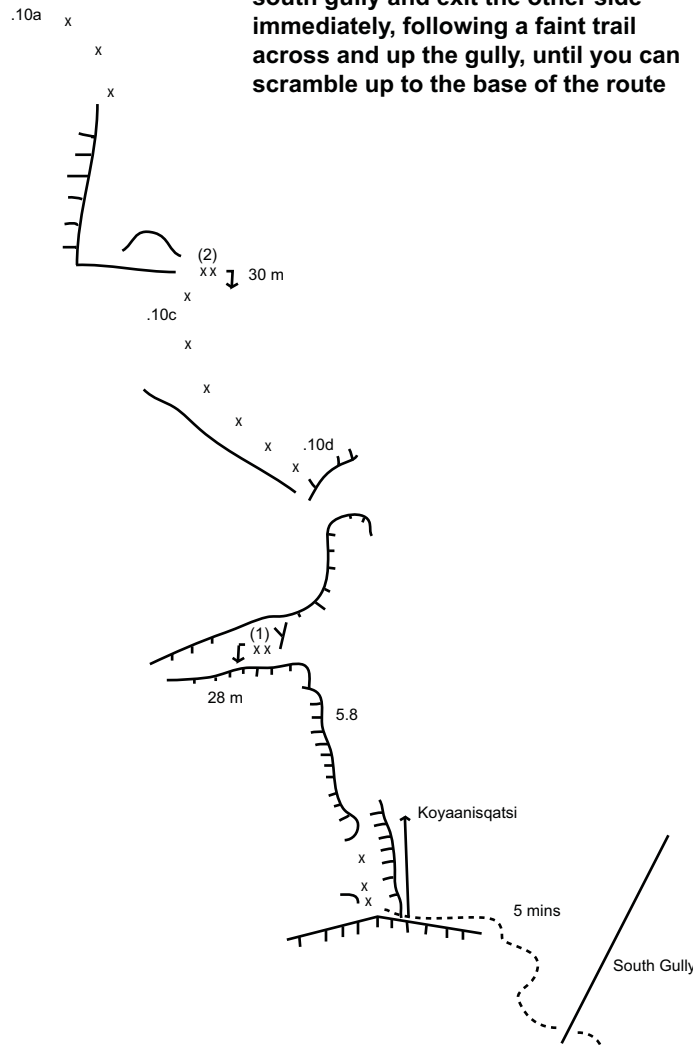 south gully and exit the other side
immediately, following a faint trail
across and up the gully, until you can
scramble up to the base of the route
.10a
x
x
x
(2)
x x
30 m
x
.10c
x
x
x
x
.10d
x
(1)
x x
28 m
5.8
Koyaanisqatsi
x
x
x
5 mins
South Gully